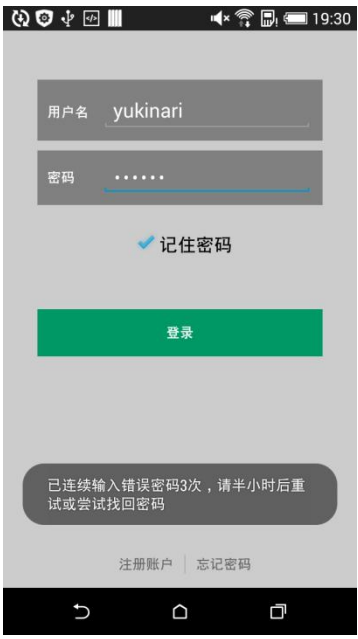 19:30
用户名 yukinari
密码 ······
记住密码
登录
已连续输入错误密码3次，请半小时后重
试或尝试找回密码
注册账户 忘记密码